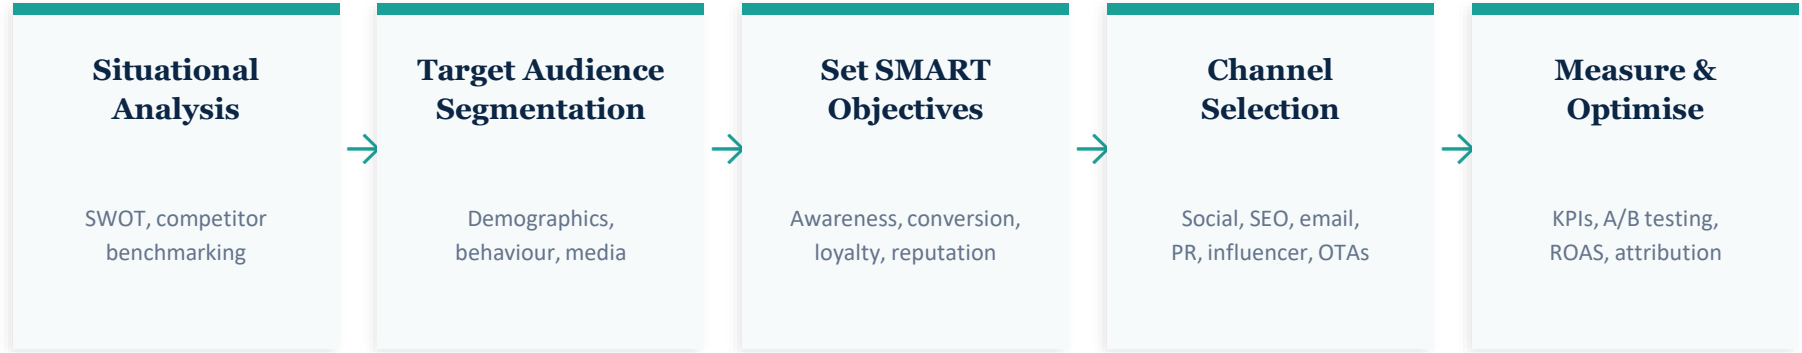 Situational
Analysis
SWOT, competitor
benchmarking
Target Audience
Segmentation
Demographics,
behaviour, media
Set SMART
Objectives
Awareness, conversion,
loyalty, reputation
Channel
Selection
Social, SEO, email,
PR, influencer, OTAs
Measure &
Optimise
KPIs, A/B testing,
ROAS, attribution